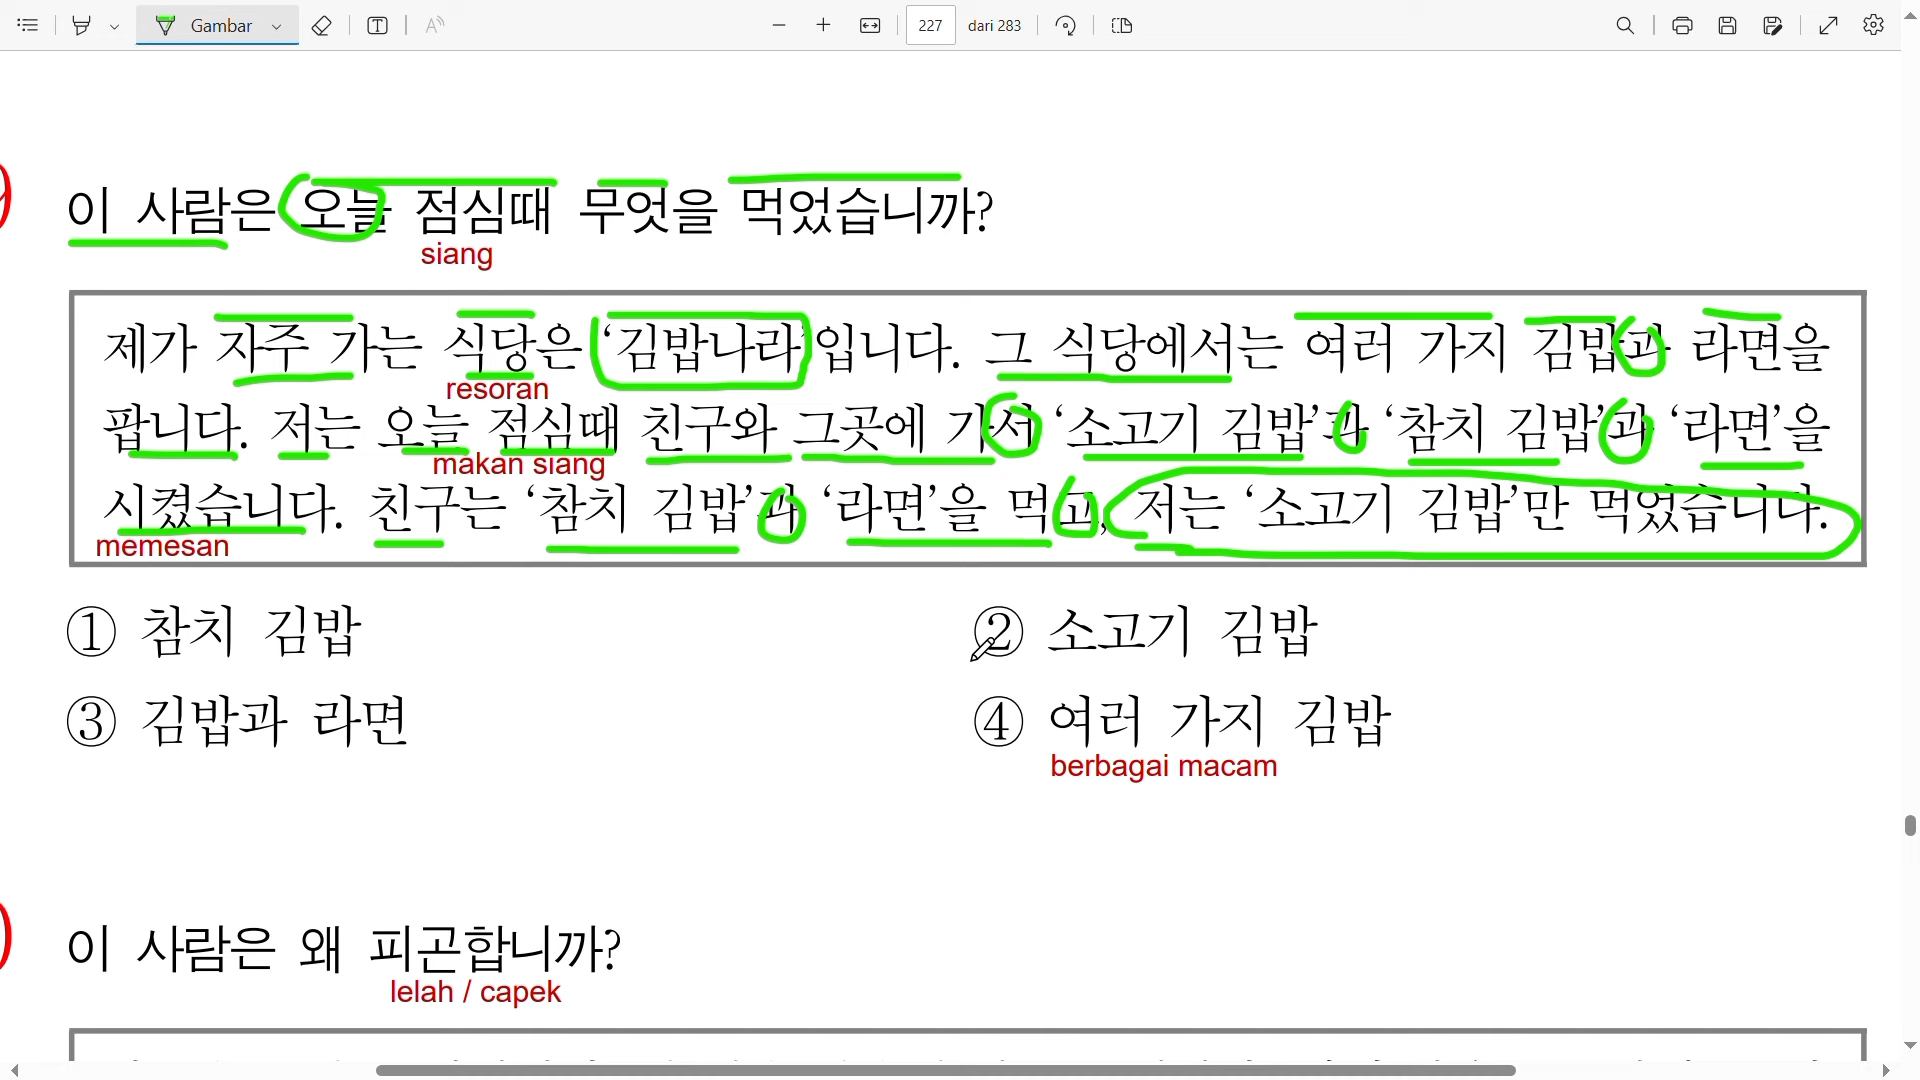 Gambar
227 dari 283
이 사람은 오늘 점심때 무엇을 먹었습니까?
siang
제가 자주 가는 식당은 ‘김밥나라’입니다. 그 식당에서는 여러 가지 김밥과 라면을
resoran
팝니다. 저는 오늘 점심때 친구와 그곳에 가서 ‘소고기 김밥’과 ‘참치 김밥’과 ‘라면’을
makan siang
시켰습니다. 친구는 ‘참치 김밥’과 ‘라면’을 먹고, 저는 ‘소고기 김밥’만 먹었습니다.
memesan
① 참치 김밥
② 소고기 김밥
③ 김밥과 라면
④ 여러 가지 김밥
berbagai macam
이 사람은 왜 피곤합니까?
lelah / capek